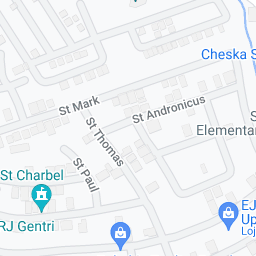 Cheska S
St Mark
St Andronicus
St Thomas
S
Elementar
St Paul
St Charbel
RJ Gentri
EJ
Up
Loj